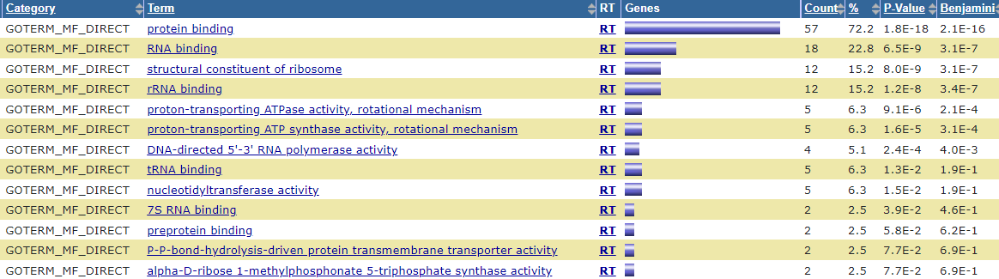 Category Term RT Genes Count % P-Value Benjamini
GOTERM_MF_DIRECT protein binding RT 57 72.2 1.8E-18 2.1E-16
GOTERM_MF_DIRECT RNA binding RT 18 22.8 6.5E-9 3.1E-7
GOTERM_MF_DIRECT structural constituent of ribosome RT 12 15.2 8.0E-9 3.1E-7
GOTERM_MF_DIRECT rRNA binding RT 12 15.2 1.2E-8 3.4E-7
GOTERM_MF_DIRECT proton-transporting ATPase activity, rotational mechanism RT 5 6.3 9.1E-6 2.1E-4
GOTERM_MF_DIRECT proton-transporting ATP synthase activity, rotational mechanism RT 5 6.3 1.6E-5 3.1E-4
GOTERM_MF_DIRECT DNA-directed 5'-3' RNA polymerase activity RT 4 5.1 2.4E-4 4.0E-3
GOTERM_MF_DIRECT tRNA binding RT 5 6.3 1.3E-2 1.9E-1
GOTERM_MF_DIRECT nucleotidyltransferase activity RT 5 6.3 1.5E-2 1.9E-1
GOTERM_MF_DIRECT 7S RNA binding RT 2 2.5 3.9E-2 4.6E-1
GOTERM_MF_DIRECT preprotein binding RT 2 2.5 5.8E-2 6.2E-1
GOTERM_MF_DIRECT P-P-bond-hydrolysis-driven protein transmembrane transporter activity RT 2 2.5 7.7E-2 6.9E-1
GOTERM_MF_DIRECT alpha-D-ribose 1-methylphosphonate 5-triphosphate synthase activity RT 2 2.5 7.7E-2 6.9E-1